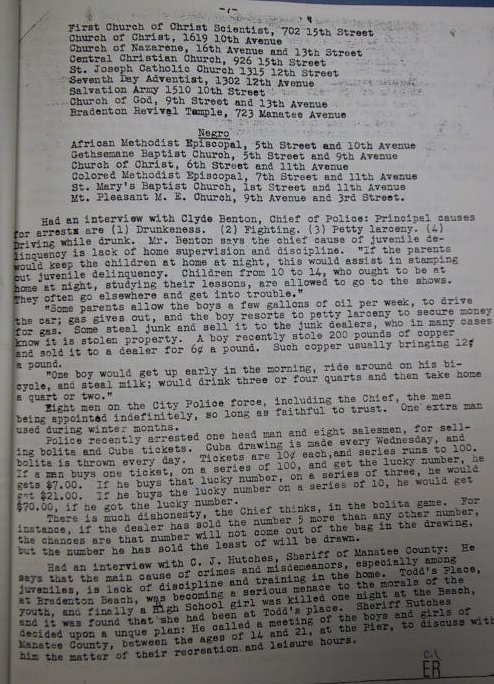 -7-
First Church of Christ Scientist, 702 15th Street
Church of Christ, 1619 10th Avenue
Church of Nazarene, 16th Avenue and 13th Street
Central Christian Church, 926 15th Street
St. Joseph Catholic Church 1315 12th Street
Seventh Day Adventist, 1302 12th Avenue
Salvation Army 1510 10th Street
Church of God, 9th Street and 13th Avenue
Bradenton Revival Temple, 723 Manatee Avenue
Negro
African Methodist Episcopal, 5th Street and 10th Avenue
Gethsemane Baptist Church, 5th Street and 9th Avenue
Church of Christ, 6th Street and 11th Avenue
Colored Methodist Episcopal, 7th Street and 11th Avenue
St. Mary's Baptist Church, 1st Street and 11th Avenue
Mt. Pleasant M. E. Church, 9th Avenue and 3rd Street.
Had an interview with Clyde Benton, Chief of Police: Principal causes
for arrests are (1) Drunkeness. (2) Fighting. (3) Petty larceny. (4)
Driving while drunk. Mr. Benton says the chief cause of juvenile de-
linquency is lack of home supervision and discipline. "If the parents
would keep the children at home at night, this would assist in stamping
out juvenile delinquency. Children from 10 to 14, who ought to be at
home at night, studying their lessons, are allowed to go to the shows.
They often go elsewhere and get into trouble."
"Some parents allow the boys a few gallons of oil per week, to drive
the car; gas gives out, and the boy resorts to petty larceny to secure money
for gas. Some steal junk and sell it to the junk dealers, who in many cases
know it is stolen property. A boy recently stole 200 pounds of copper
and sold it to a dealer for 6¢ a pound. Such copper usually bringing 12¢
a pound.
"One boy would get up early in the morning, ride around on his bi-
cycle, and steal milk; would drink three or four quarts and then take home
a quart or two."
Eight men on the City Police force, including the Chief, the men
being appointed indefinitely, so long as faithful to trust. One extra man
used during winter months.
Police recently arrested one head man and eight salesmen, for sell-
ing bolita and Cuba tickets. Cuba drawing is made every Wednesday, and
bolita is thrown every day. Tickets are 10¢ each, and series runs to 100.
If a man buys one ticket, on a series of 100, and get the lucky number, he
gets $7.00. If he buys that lucky number, on a series of three, he would
get $21.00. If he buys the lucky number on a series of 10, he would get
$70.00, if he got the lucky number.
There is much dishonesty, the Chief thinks, in the bolita game. For
instance, if the dealer has sold the number 5 more than any other number,
the chances are that number will not come out of the bag in the drawing,
but the number he has sold the least of will be drawn.
Had an interview with C. J. Hutches, Sheriff of Manatee County: He
says that the main cause of crimes and misdemeanors, especially among
juveniles, is lack of discipline and training in the home. Todd's Place,
at Bradenton Beach, was becoming a serious menace to the morals of the
youth, and finally a High School girl was killed one night at the Beach,
and it was found that she had been at Todd's place. Sheriff Hutches
decided upon a unque plan: He called a meeting of the boys and girls of
Manatee County, between the ages of 14 and 21, at the Pier, to discuss with
him the matter of their recreation and leisure hours.
ER